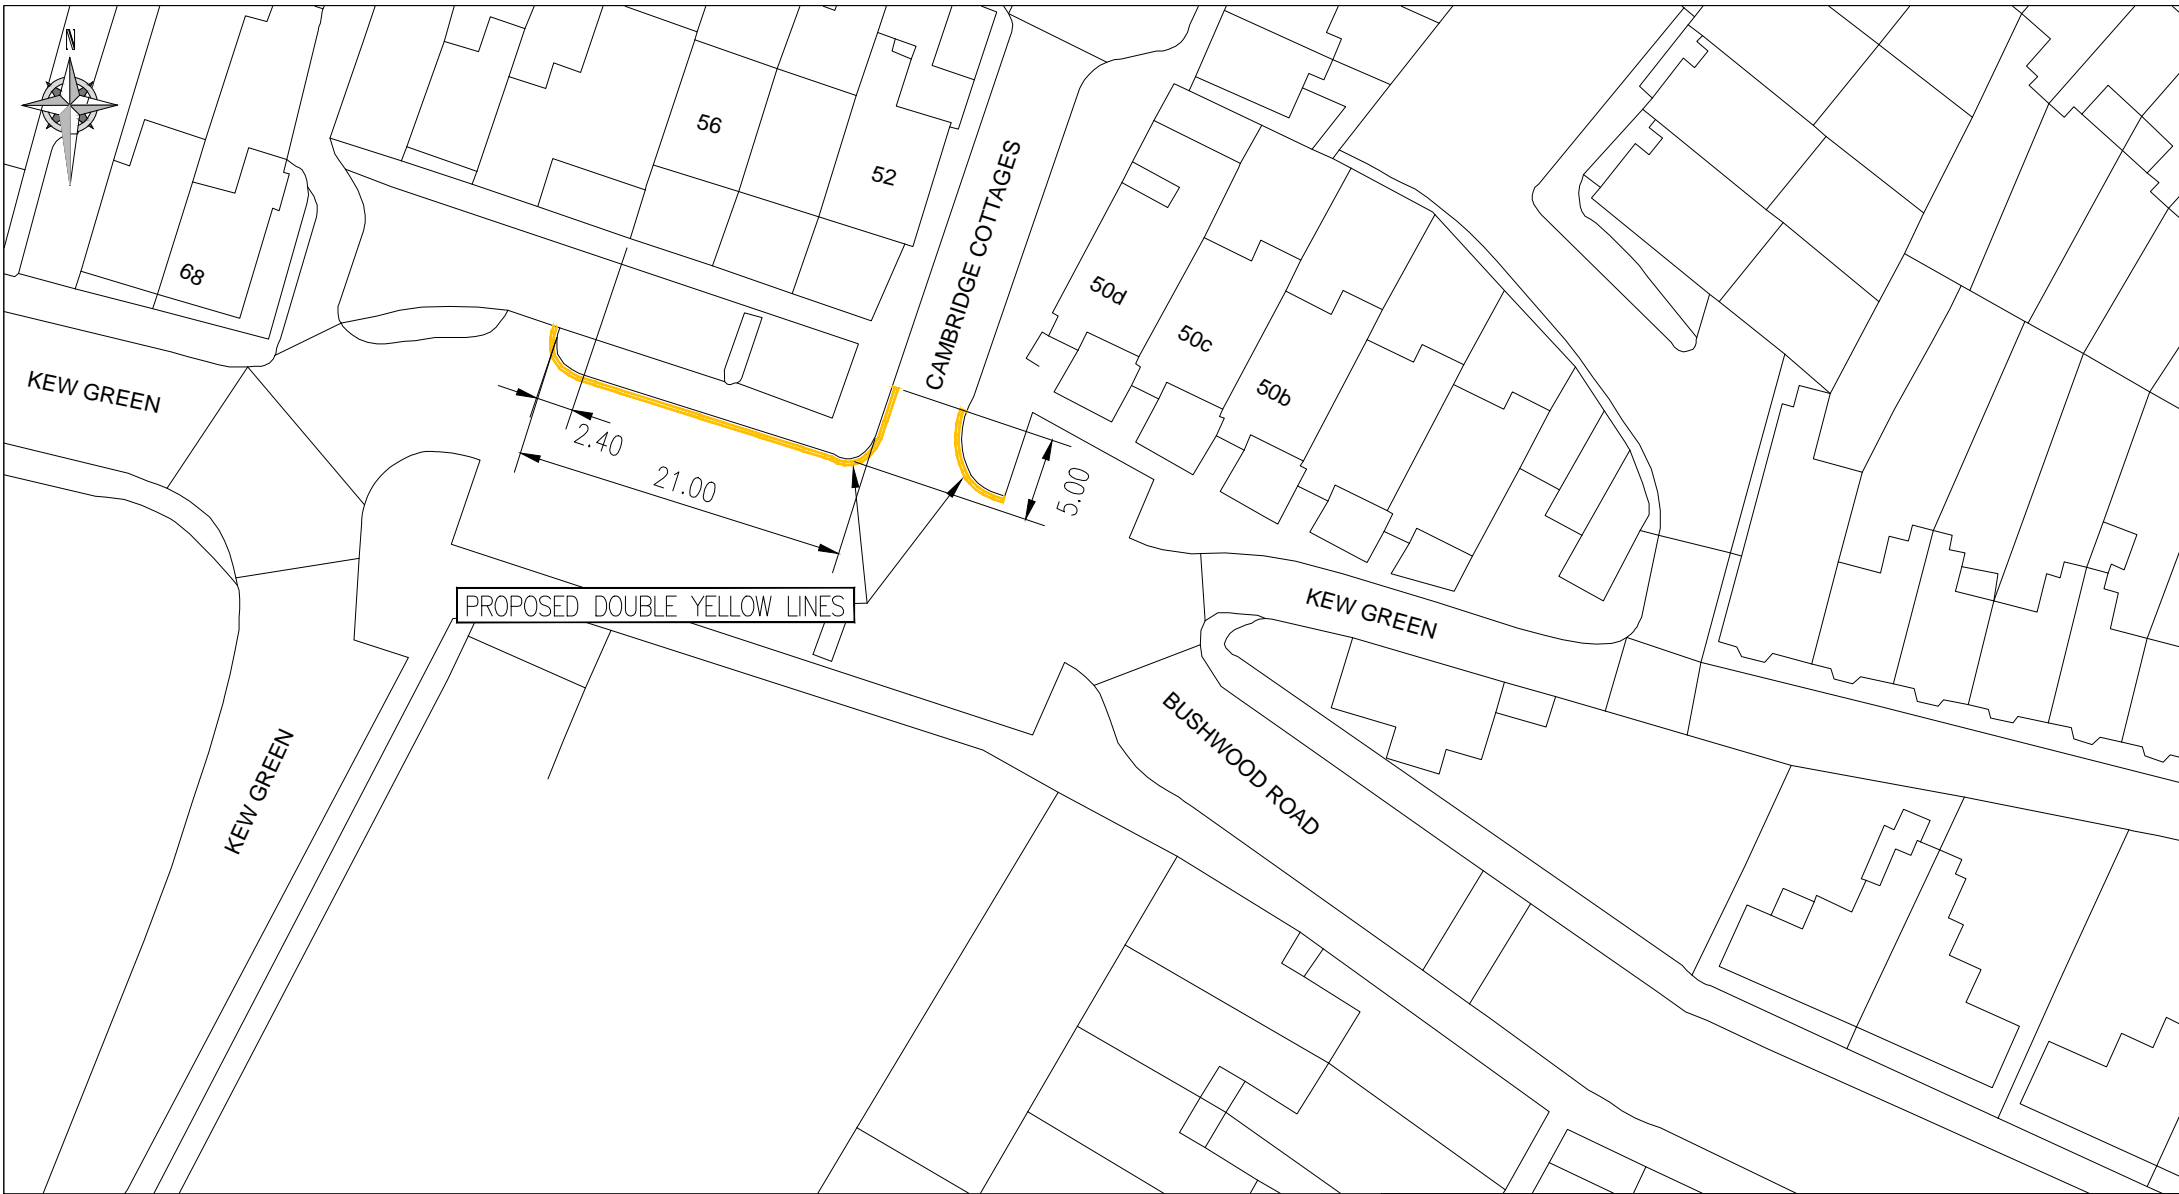 N
56
52
CAMBRIDGE COTTAGES
68
50d
50c
50b
KEW GREEN
2.40
21.00
5.00
PROPOSED DOUBLE YELLOW LINES
KEW GREEN
BUSHWOOD ROAD
KEW GREEN